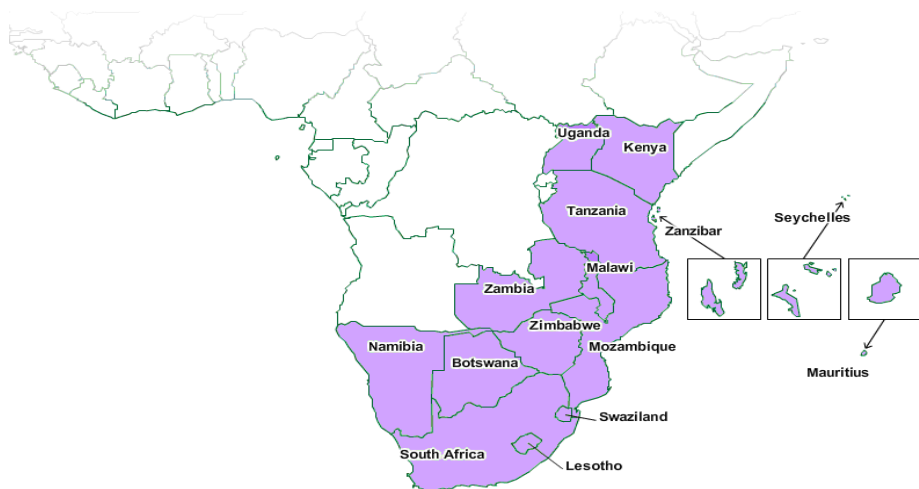 Uganda
Kenya
Tanzania
Seychelles
Zanzibar
Malawi
Zambia
Zimbabwe
Namibia
Mozambique
Botswana
Mauritius
Swaziland
South Africa
Lesotho